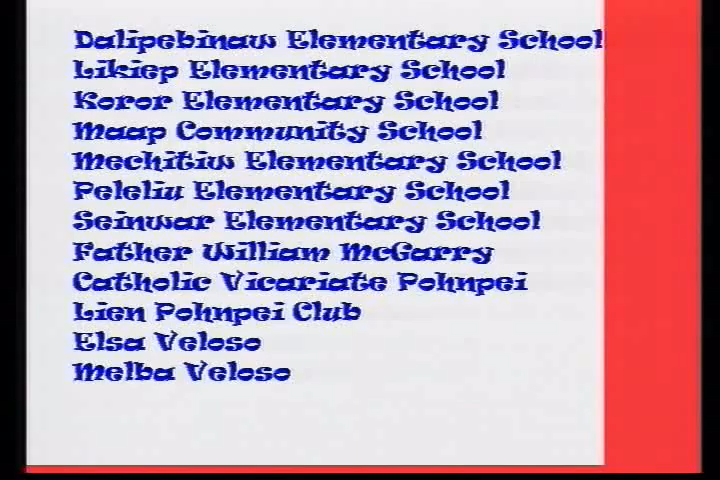 Dalipebinaw Elementary School
Likiep Elementary School
Koror Elementary School
Maap Community School
Mechitiw Elementary School
Peleliu Elementary School
Seinwar Elementary School
Father William McGarry
Catholic Vicariate Pohnpei
Lien Pohnpei Club
Elsa Veloso
Melba Veloso